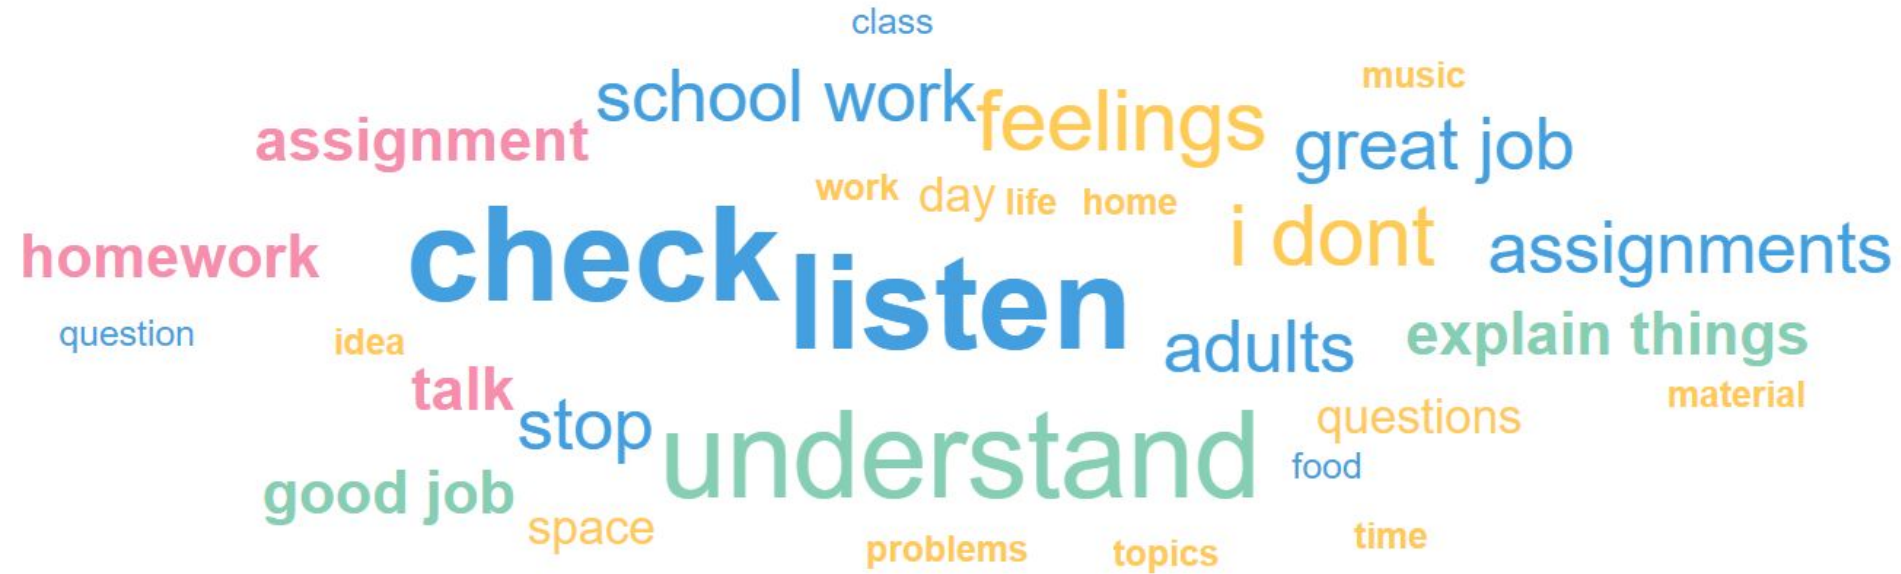 class
music
school work
feelings
assignment
great job
work
day
life
home
check
i dont
homework
assignments
listen
question
idea
adults
explain things
talk
material
stop
questions
understand
food
good job
space
time
problems
topics